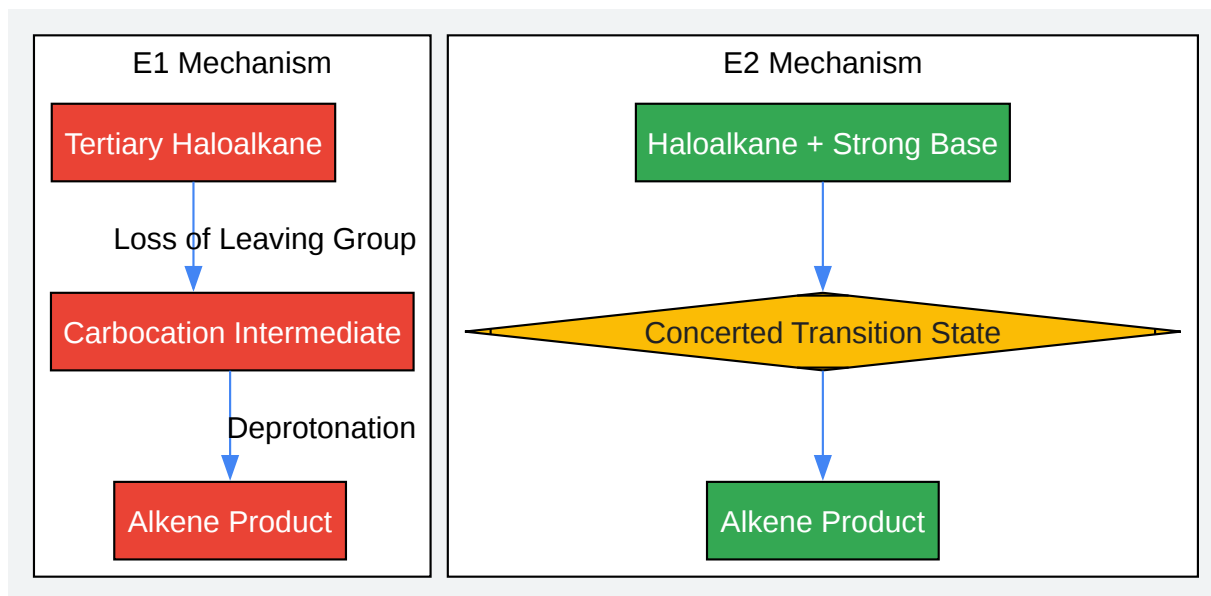 E1 Mechanism
Tertiary Haloalkane
Loss of Leaving Group
Carbocation Intermediate
Deprotonation
Alkene Product
E2 Mechanism
Haloalkane + Strong Base
Concerted Transition State
Alkene Product